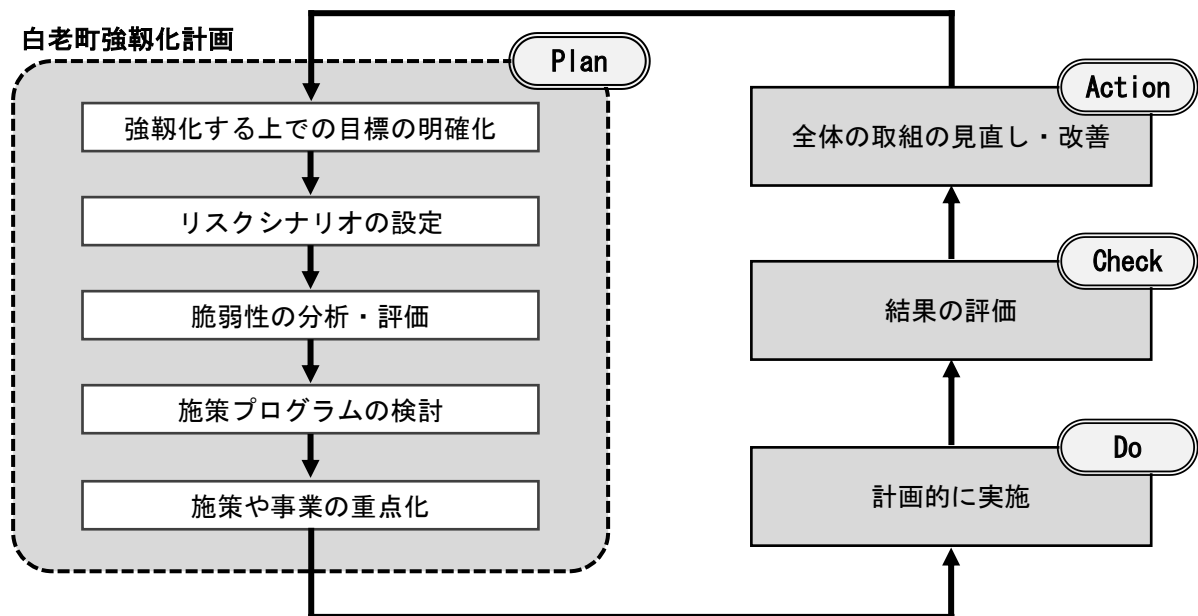 白老町強靱化計画
Plan
強靱化する上での目標の明確化
リスクシナリオの設定
脆弱性の分析・評価
施策プログラムの検討
施策や事業の重点化
Action
全体の取組の見直し・改善
Check
結果の評価
Do
計画的に実施